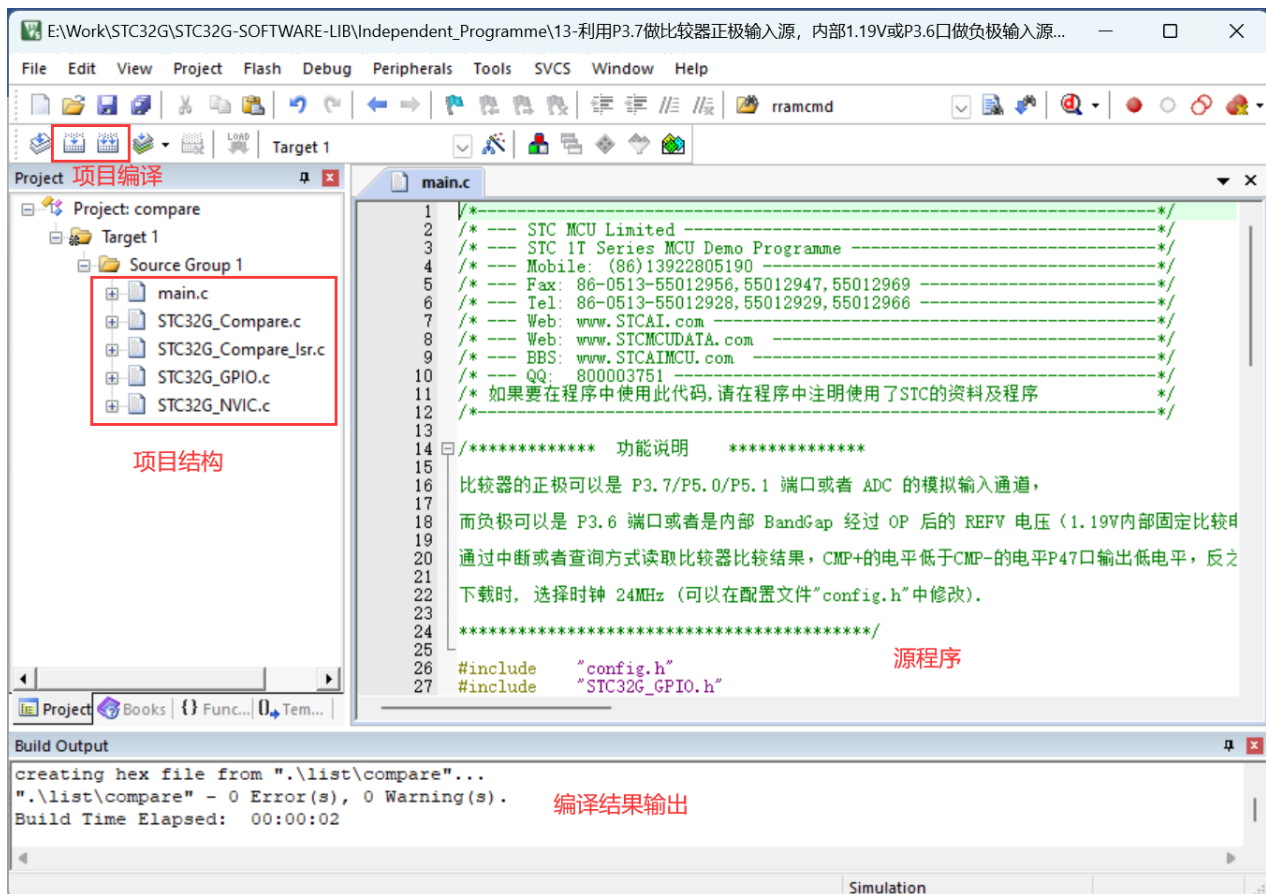 E:\Work\STC32G\STC32G-SOFTWARE-LIB\Independent_Programme\13-利用P3.7做比较器正极输入源，内部1.19V或P3.6口做负极输入源...
File Edit View Project Flash Debug Peripherals Tools SVCS Window Help
rramcmd
LOAD
Target 1
Project 项目编译
main.c
Project: compare
Target 1
Source Group 1
main.c
STC32G_Compare.c
STC32G_Compare_Isr.c
STC32G_GPIO.c
STC32G_NVIC.c
项目结构
1 /*---------------------------------------------------------------------*/
2 /* --- STC MCU Limited ------------------------------------------------*/
3 /* --- STC 1T Series MCU Demo Programme -------------------------------*/
4 /* --- Mobile: (86)13922805190 ----------------------------------------*/
5 /* --- Fax: 86-0513-55012956,55012947,55012969 ------------------------*/
6 /* --- Tel: 86-0513-55012928,55012929,55012966 ------------------------*/
7 /* --- Web: www.STCAI.com ---------------------------------------------*/
8 /* --- Web: www.STCMCUDATA.com ---------------------------------------*/
9 /* --- BBS: www.STCAIMCU.com -----------------------------------------*/
10 /* --- QQ: 800003751 -------------------------------------------------*/
11 /* 如果要在程序中使用此代码,请在程序中注明使用了STC的资料及程序 */
12 /*---------------------------------------------------------------------*/
13
14 /************* 功能说明 **************
15
16 比较器的正极可以是 P3.7/P5.0/P5.1 端口或者 ADC 的模拟输入通道，
17
18 而负极可以是 P3.6 端口或者是内部 BandGap 经过 OP 后的 REFV 电压（1.19V内部固定比较电
19
20 通过中断或者查询方式读取比较器比较结果，CMP+的电平低于CMP-的电平P47口输出低电平，反之
21
22 下载时, 选择时钟 24MHz (可以在配置文件"config.h"中修改).
23
24 ******************************************/
25
26 #include "config.h"
27 #include "STC32G_GPIO.h"
源程序
Project Books {} Func... Tem...
Build Output
creating hex file from ".\list\compare"...
".\list\compare" - 0 Error(s), 0 Warning(s).
Build Time Elapsed: 00:00:02
编译结果输出
Simulation